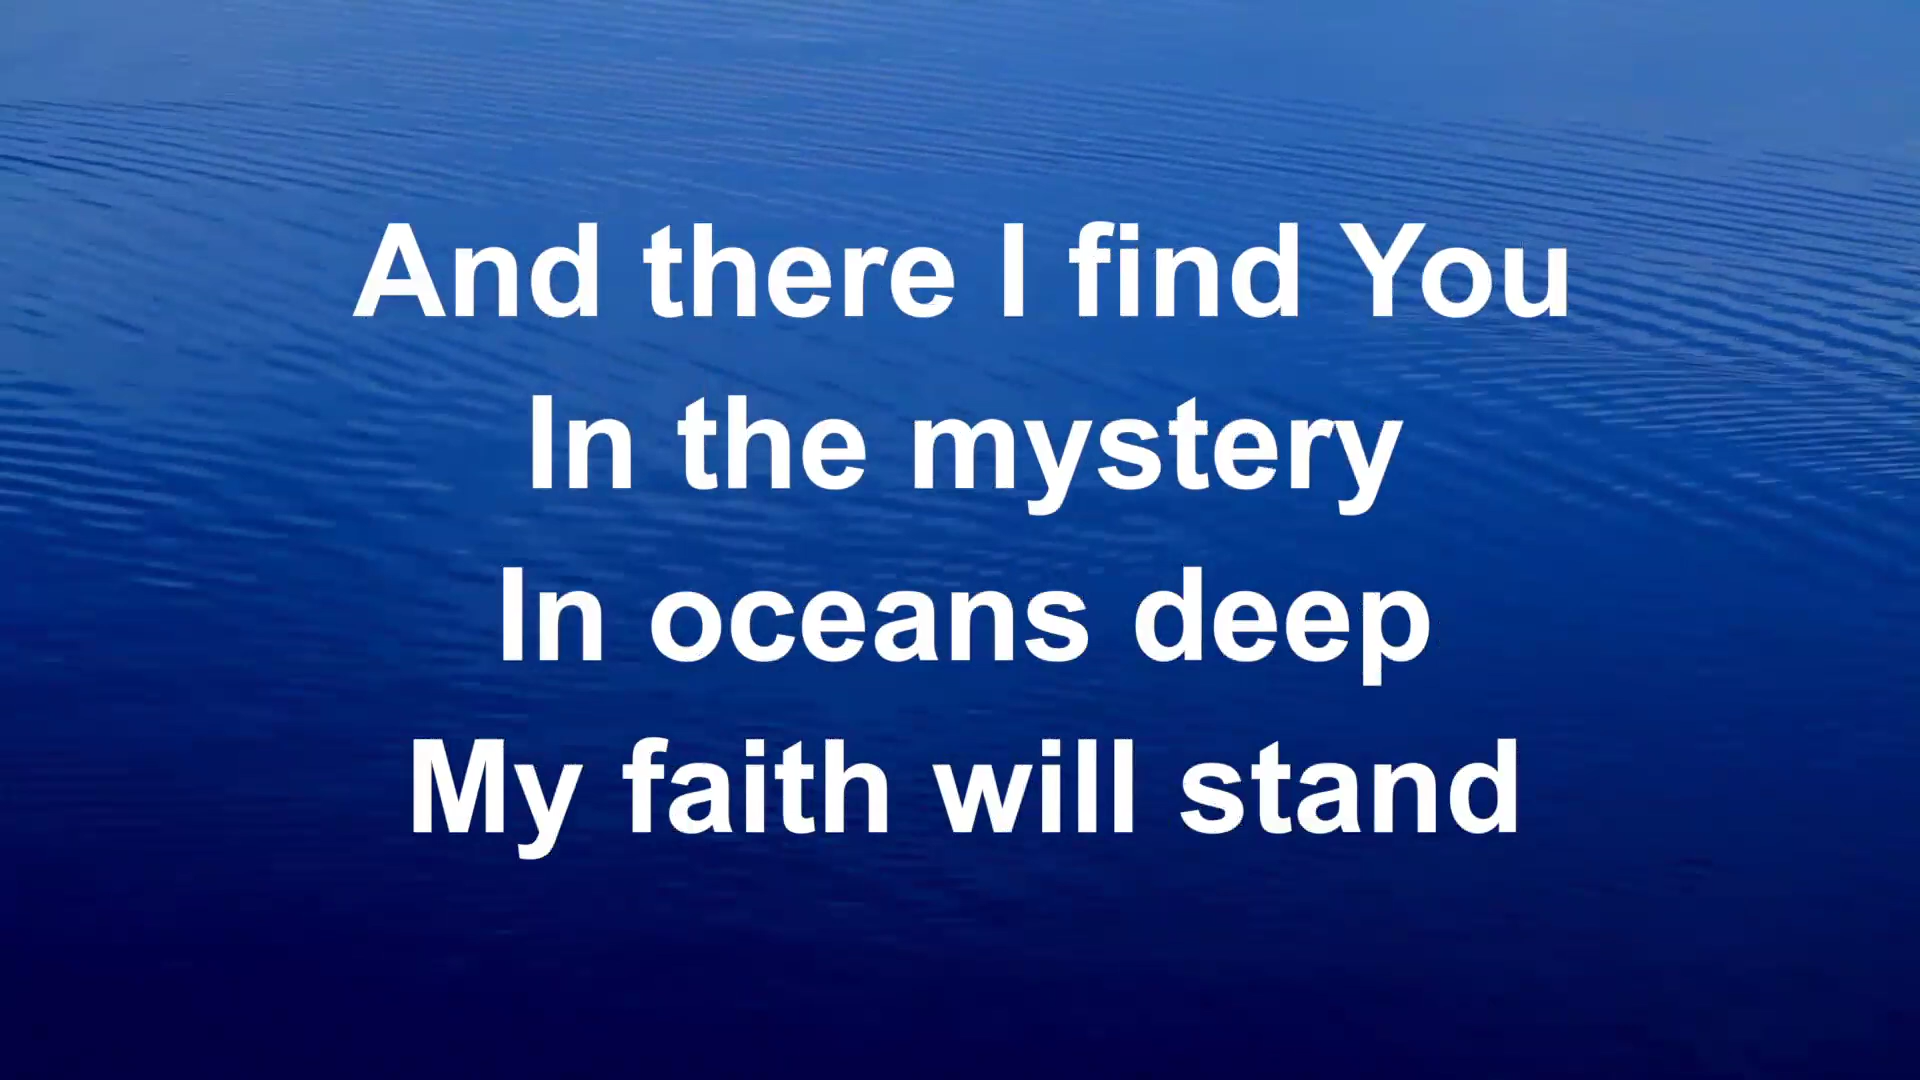 And there I find You
In the mystery
In oceans deep
My faith will stand